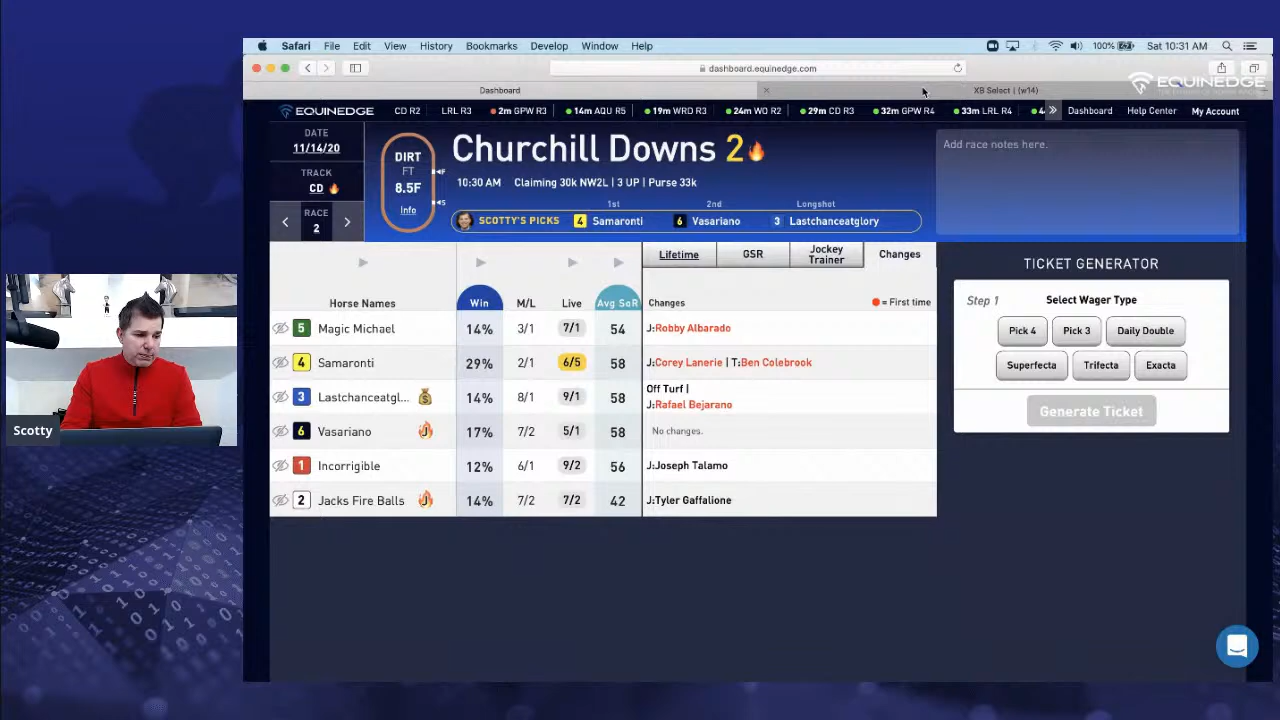 Safari File Edit View History Bookmarks Develop Window Help 100% Sat 10:31 AM
dashboard.equinedge.com
EQUINEDGE
Dashboard XB Select | (w14)
EQUINEDGE CD R2 LRL R3 2m GPW R3 14m AQU R5 19m WRD R3 24m WO R2 29m CD R3 32m GPW R4 33m LRL R4 Dashboard Help Center My Account
DATE
11/14/20
TRACK
CD
RACE
2
DIRT
FT
8.5F
Info
F
S
Churchill Downs 2
10:30 AM Claiming 30k NW2L | 3 UP | Purse 33k
1st 2nd Longshot
SCOTTY'S PICKS 4 Samaronti 6 Vasariano 3 Lastchanceatglory
Add race notes here.
Lifetime GSR Jockey Trainer Changes
Horse Names Win M/L Live Avg SaR Changes = First time
5 Magic Michael 14% 3/1 7/1 54 J:Robby Albarado
4 Samaronti 29% 2/1 6/5 58 J:Corey Lanerie | T:Ben Colebrook
3 Lastchanceatgl... 14% 8/1 9/1 58 Off Turf |
J:Rafael Bejarano
6 Vasariano J 17% 7/2 5/1 58 No changes.
1 Incorrigible 12% 6/1 9/2 56 J:Joseph Talamo
2 Jacks Fire Balls J 14% 7/2 7/2 42 J:Tyler Gaffalione
TICKET GENERATOR
Step 1 Select Wager Type
Pick 4 Pick 3 Daily Double
Superfecta Trifecta Exacta
Generate Ticket
Scotty